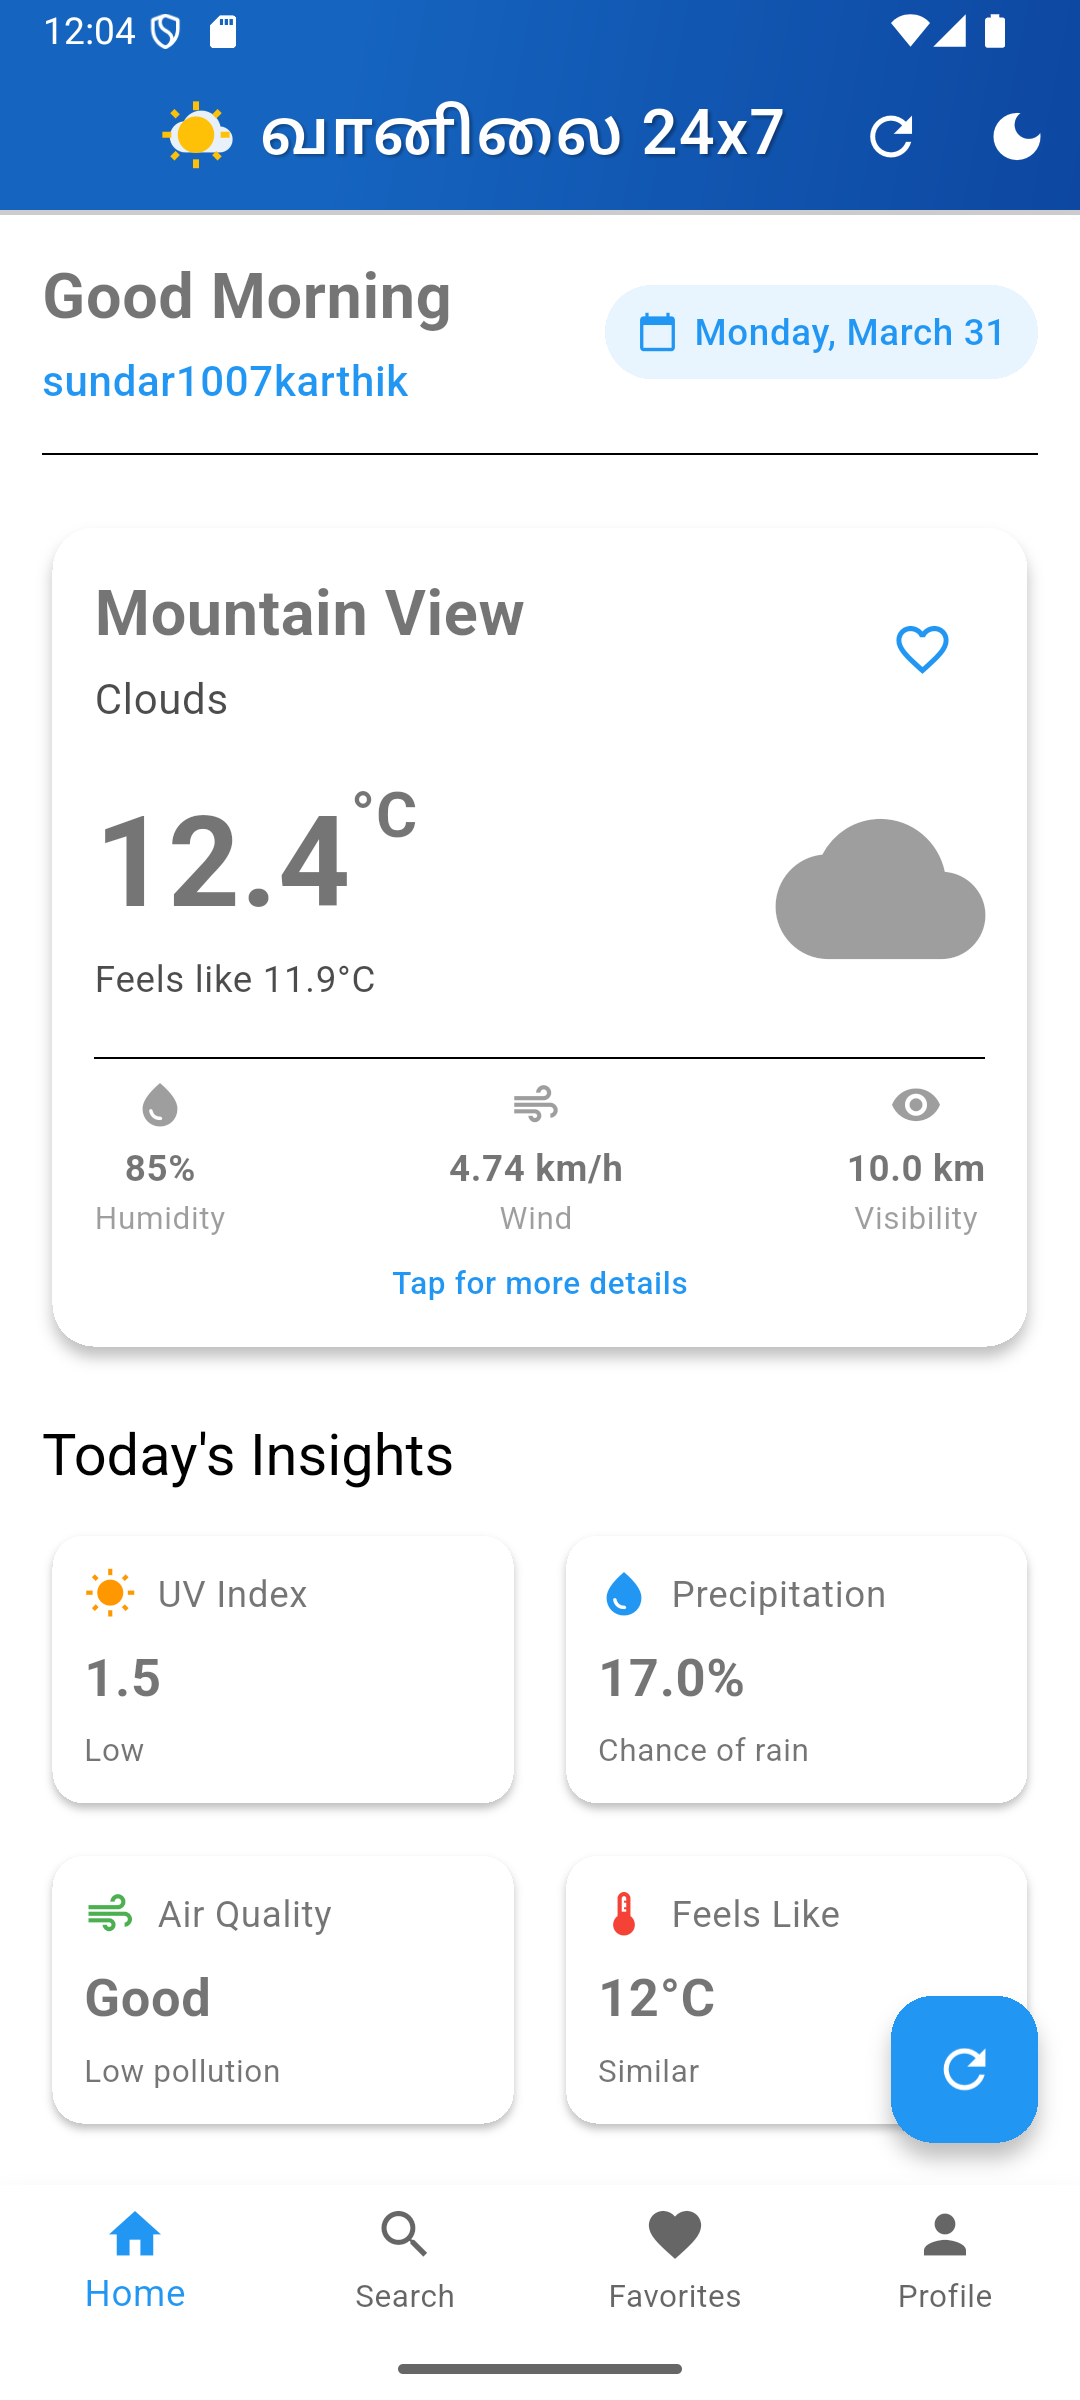 12:04
வானிலை 24x7
Good Morning
sundar1007karthik
Monday, March 31
Mountain View
Clouds
12.4°C
Feels like 11.9°C
85%
Humidity
4.74 km/h
Wind
10.0 km
Visibility
Tap for more details
Today's Insights
UV Index
1.5
Low
Precipitation
17.0%
Chance of rain
Air Quality
Good
Low pollution
Feels Like
12°C
Similar
Home
Search
Favorites
Profile